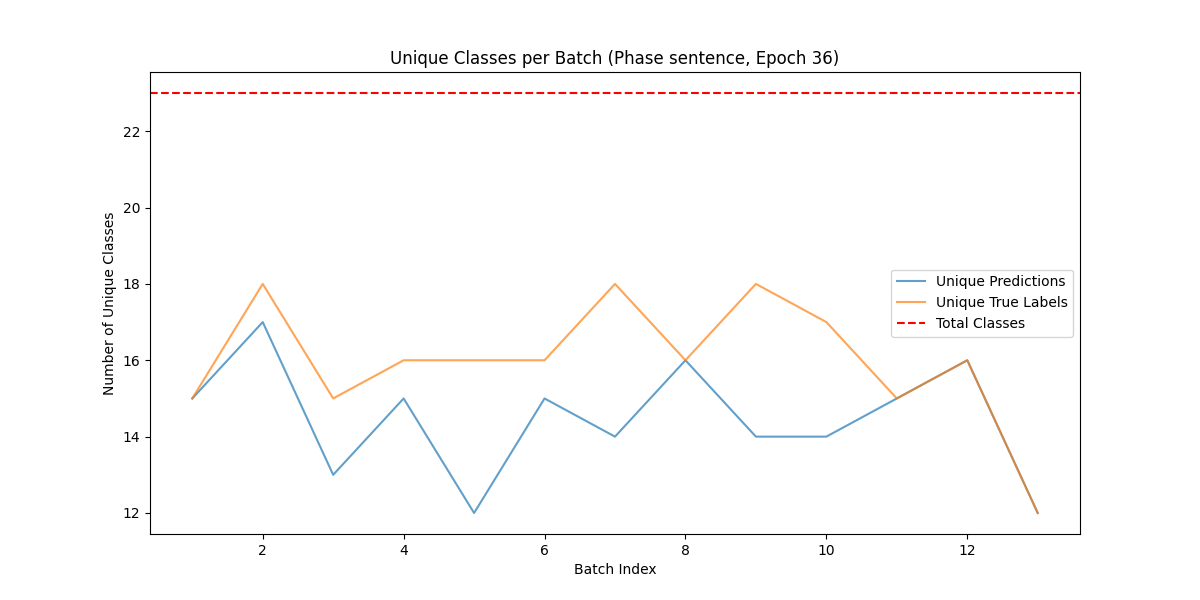 Unique Classes per Batch (Phase sentence, Epoch 36)
Number of Unique Classes
22
20
18
16
14
12
Unique Predictions
Unique True Labels
Total Classes
2
4
6
8
10
12
Batch Index